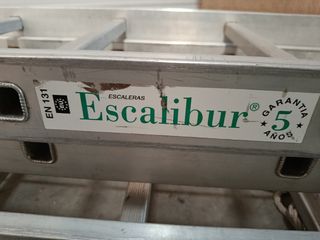 EN 131
ESCALERAS
Escalibur®
GARANTIA
5
AÑOS